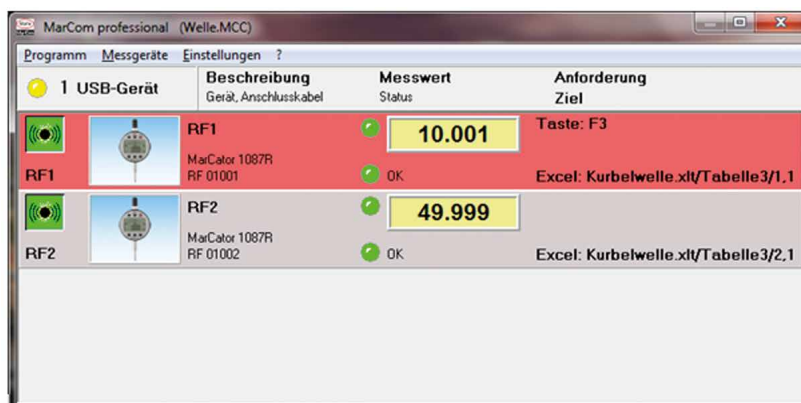 MarCom professional (Welle.MCC)
Programm Messgeräte Einstellungen ?
1 USB-Gerät
Beschreibung
Gerät, Anschlusskabel
Messwert
Status
Anforderung
Ziel
RF1
RF1
MarCator 1087R
RF 01001
10.001
OK
Taste: F3
Excel: Kurbelwelle.xlt/Tabelle3/1,1
RF2
RF2
MarCator 1087R
RF 01002
49.999
OK
Excel: Kurbelwelle.xlt/Tabelle3/2,1